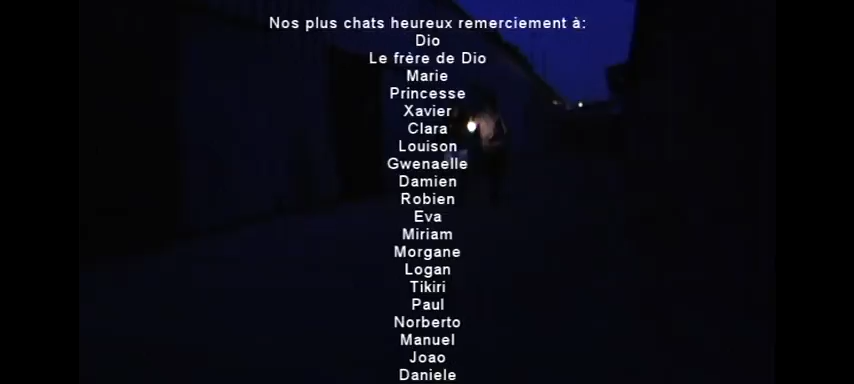 Nos plus chats heureux remerciement à:
Dio
Le frère de Dio
Marie
Princesse
Xavier
Clara
Louison
Gwenaelle
Damien
Robien
Eva
Miriam
Morgane
Logan
Tikiri
Paul
Norberto
Manuel
Joao
Daniele